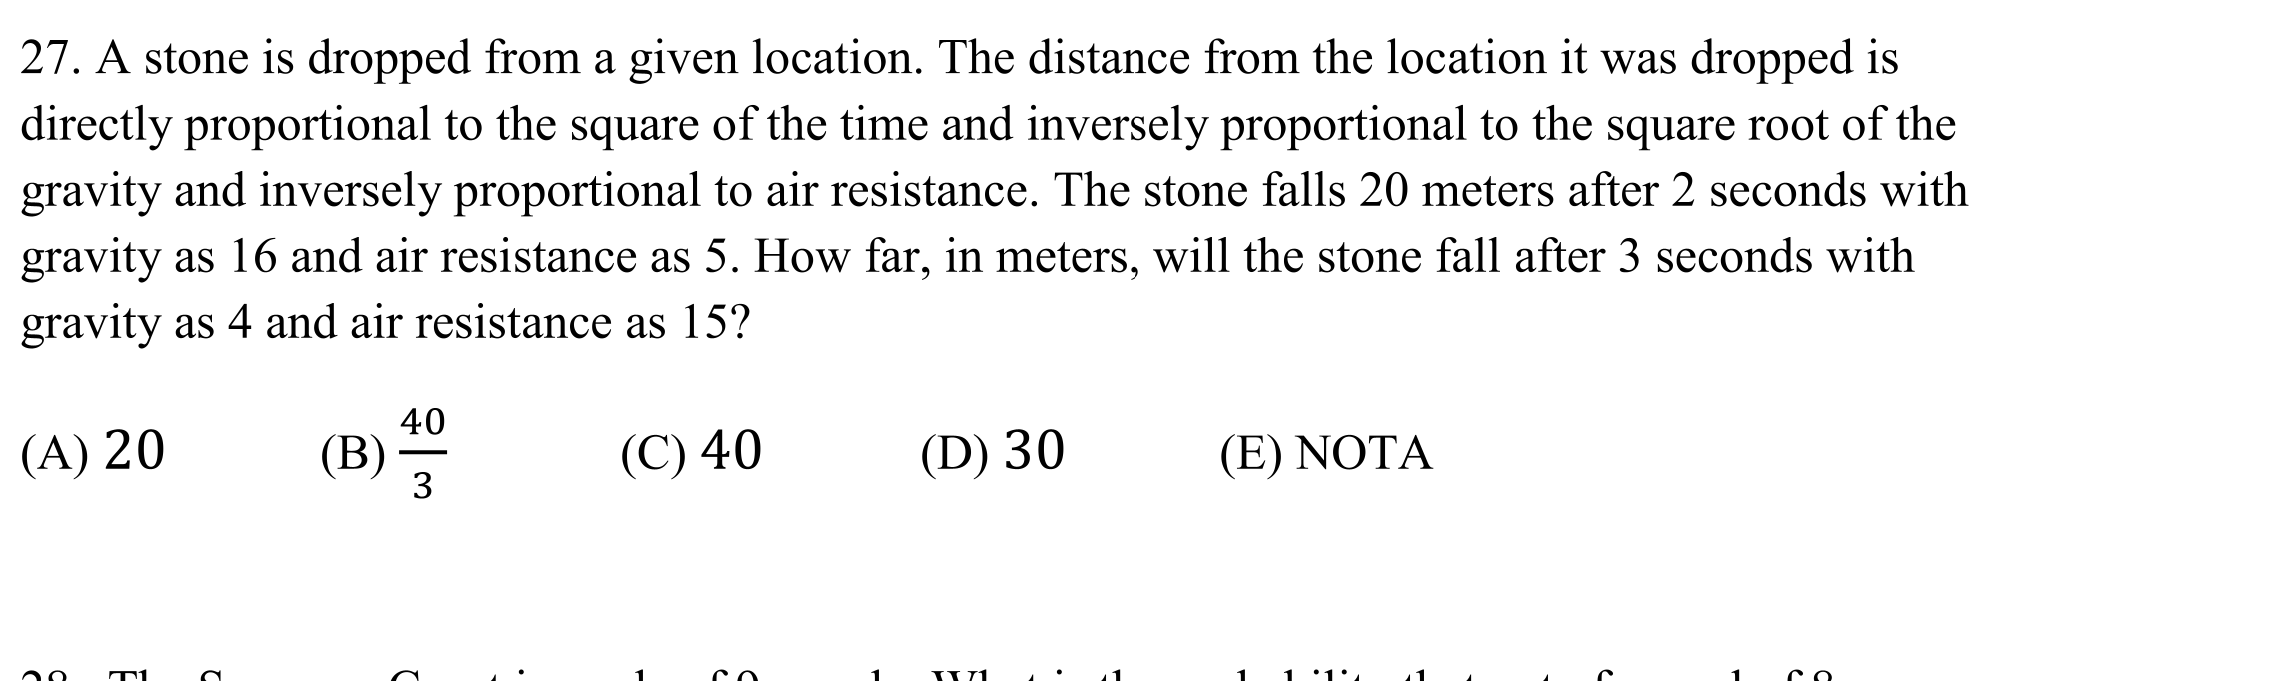 27. A stone is dropped from a given location. The distance from the location it was dropped is
directly proportional to the square of the time and inversely proportional to the square root of the
gravity and inversely proportional to air resistance. The stone falls 20 meters after 2 seconds with
gravity as 16 and air resistance as 5. How far, in meters, will the stone fall after 3 seconds with
gravity as 4 and air resistance as 15?
(A) 20 (B) 40/3 (C) 40 (D) 30 (E) NOTA